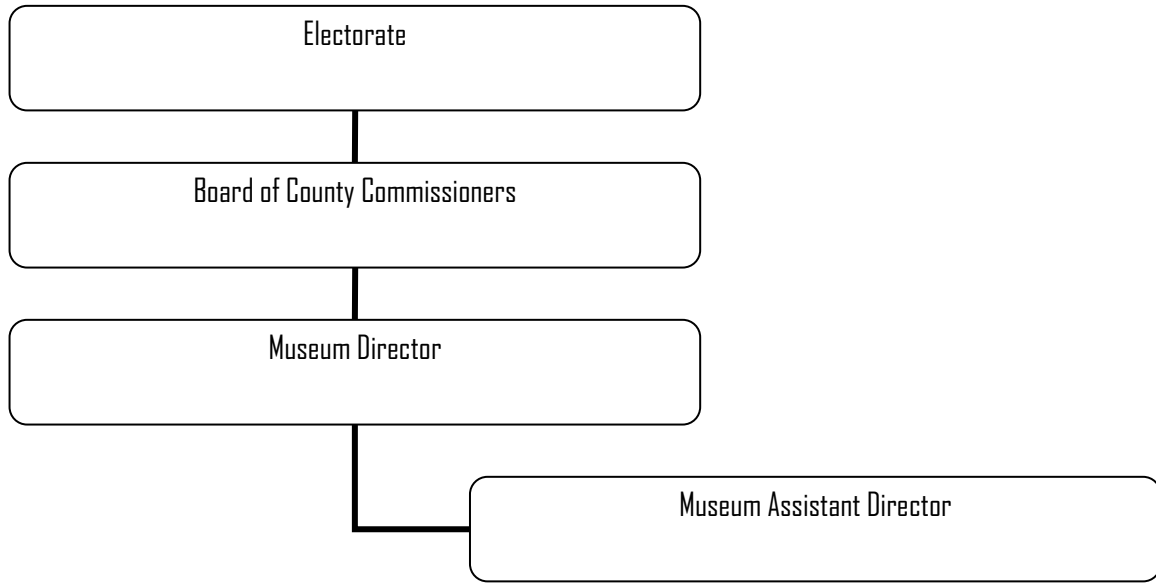 Electorate
Board of County Commissioners
Museum Director
Museum Assistant Director